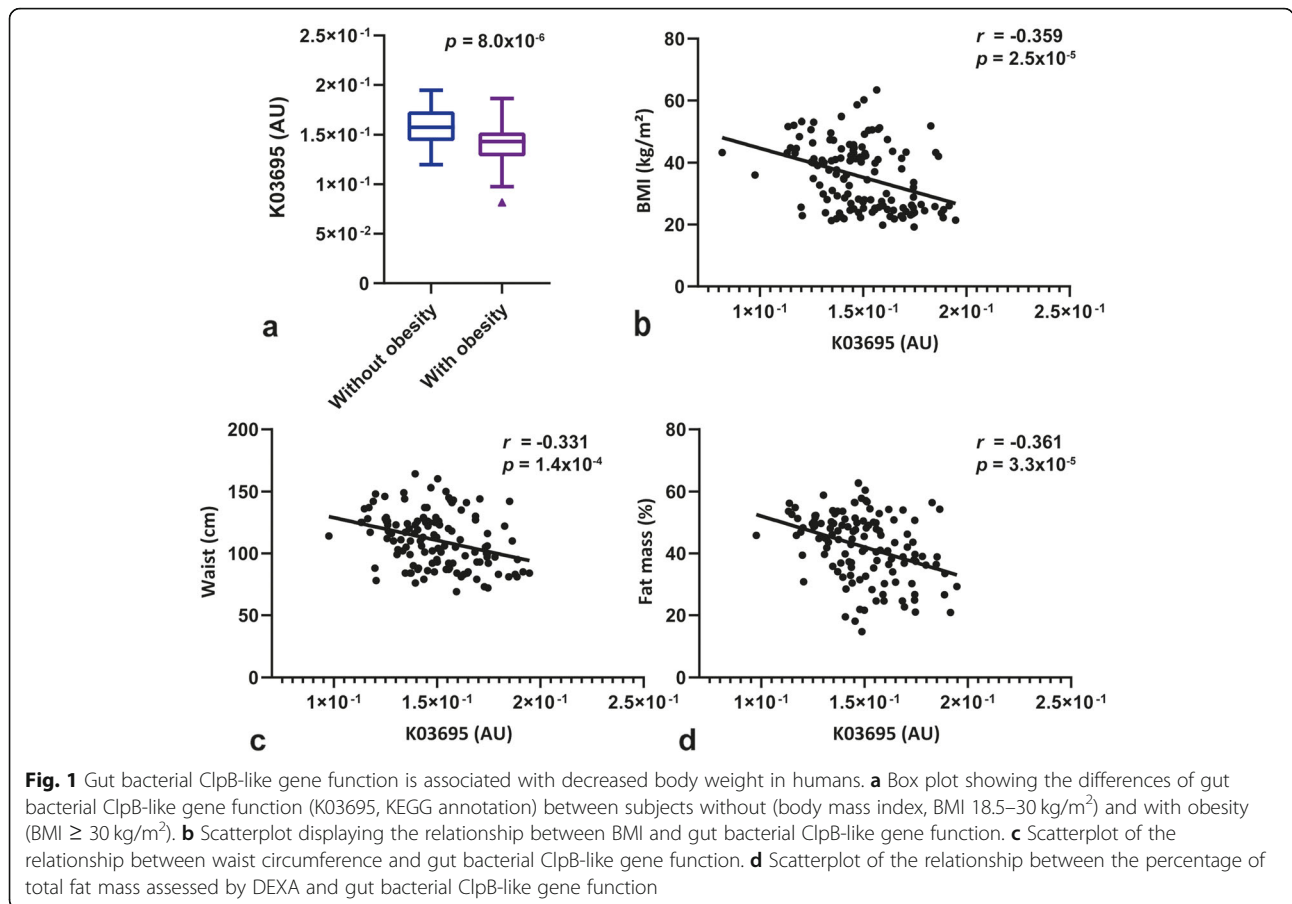 2.5×10⁻¹
2×10⁻¹
1.5×10⁻¹
1×10⁻¹
5×10⁻²
0
K03695 (AU)
p = 8.0x10⁻⁶
a
Without obesity
With obesity
80
60
40
20
0
BMI (kg/m²)
r = -0.359
p = 2.5x10⁻⁵
1×10⁻¹ 1.5×10⁻¹ 2×10⁻¹ 2.5×10⁻¹
b
K03695 (AU)
200
150
100
50
0
Waist (cm)
r = -0.331
p = 1.4x10⁻⁴
1×10⁻¹ 1.5×10⁻¹ 2×10⁻¹ 2.5×10⁻¹
c
K03695 (AU)
80
60
40
20
0
Fat mass (%)
r = -0.361
p = 3.3x10⁻⁵
1×10⁻¹ 1.5×10⁻¹ 2×10⁻¹ 2.5×10⁻¹
d
K03695 (AU)
Fig. 1 Gut bacterial ClpB-like gene function is associated with decreased body weight in humans. a Box plot showing the differences of gut
bacterial ClpB-like gene function (K03695, KEGG annotation) between subjects without (body mass index, BMI 18.5–30 kg/m²) and with obesity
(BMI ≥ 30 kg/m²). b Scatterplot displaying the relationship between BMI and gut bacterial ClpB-like gene function. c Scatterplot of the
relationship between waist circumference and gut bacterial ClpB-like gene function. d Scatterplot of the relationship between the percentage of
total fat mass assessed by DEXA and gut bacterial ClpB-like gene function